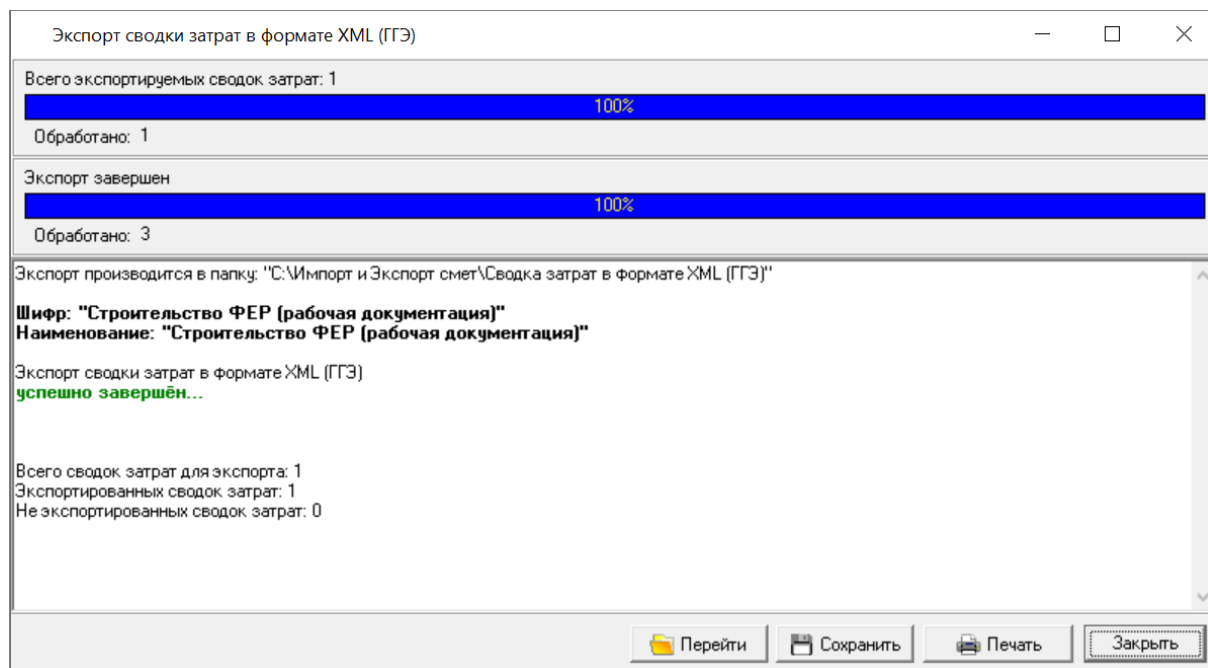 Экспорт сводки затрат в формате XML (ГГЭ)
Всего экспортируемых сводок затрат: 1
100%
Обработано: 1
Экспорт завершен
100%
Обработано: 3
Экспорт производится в папку: "C:\Импорт и Экспорт смет\Сводка затрат в формате XML (ГГЭ)"
Шифр: "Строительство ФЕР (рабочая документация)"
Наименование: "Строительство ФЕР (рабочая документация)"
Экспорт сводки затрат в формате XML (ГГЭ)
успешно завершён...
Всего сводок затрат для экспорта: 1
Экспортированных сводок затрат: 1
Не экспортированных сводок затрат: 0
Перейти Сохранить Печать Закрыть